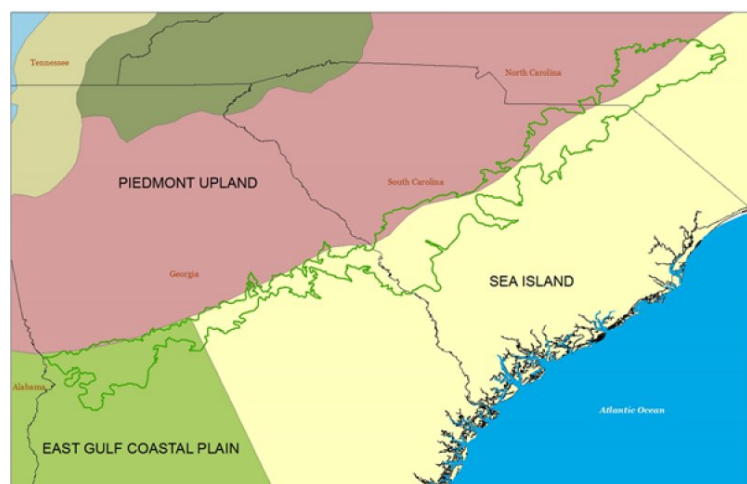 Tennessee
North Carolina
PIEDMONT UPLAND
South Carolina
Georgia
SEA ISLAND
Alabama
Atlantic Ocean
EAST GULF COASTAL PLAIN